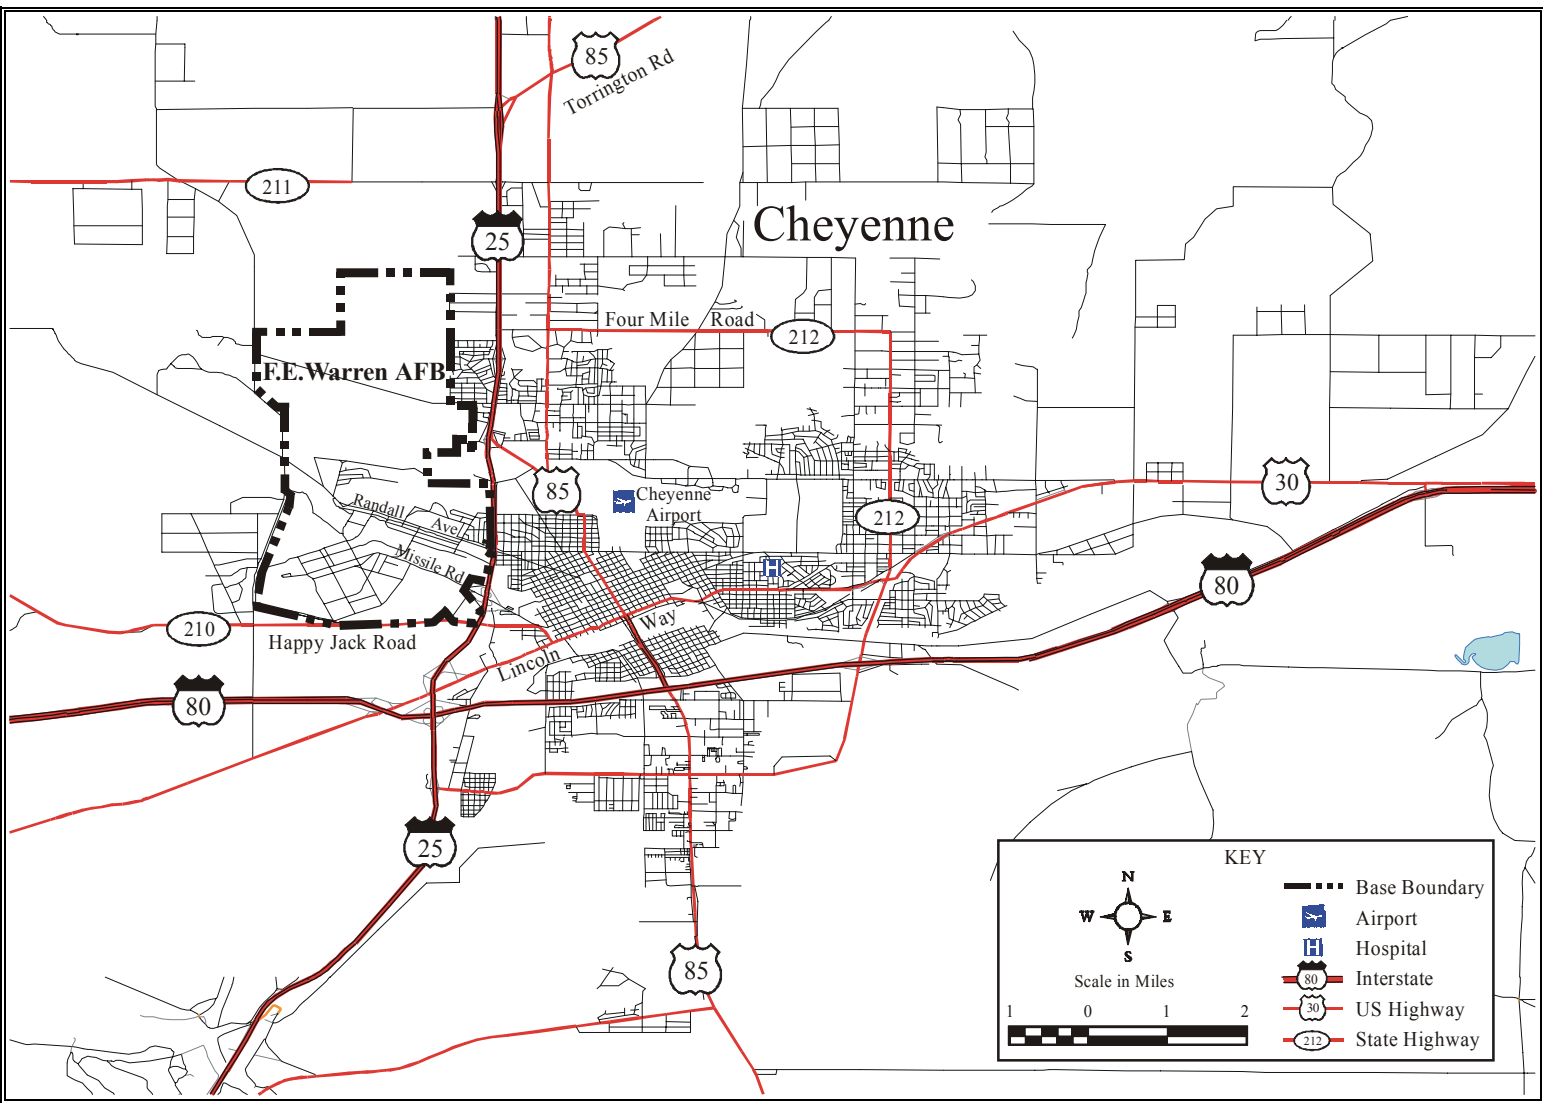 85
Torrington Rd
211
Cheyenne
25
Four Mile Road
212
F.E.Warren AFB
85
Cheyenne
Airport
30
Randall Ave
212
Missile Rd
H
80
210
Happy Jack Road
Way
Lincoln
80
25
85
KEY
N
W E
S
Scale in Miles
1 0 1 2
Base Boundary
Airport
H Hospital
80 Interstate
30 US Highway
212 State Highway